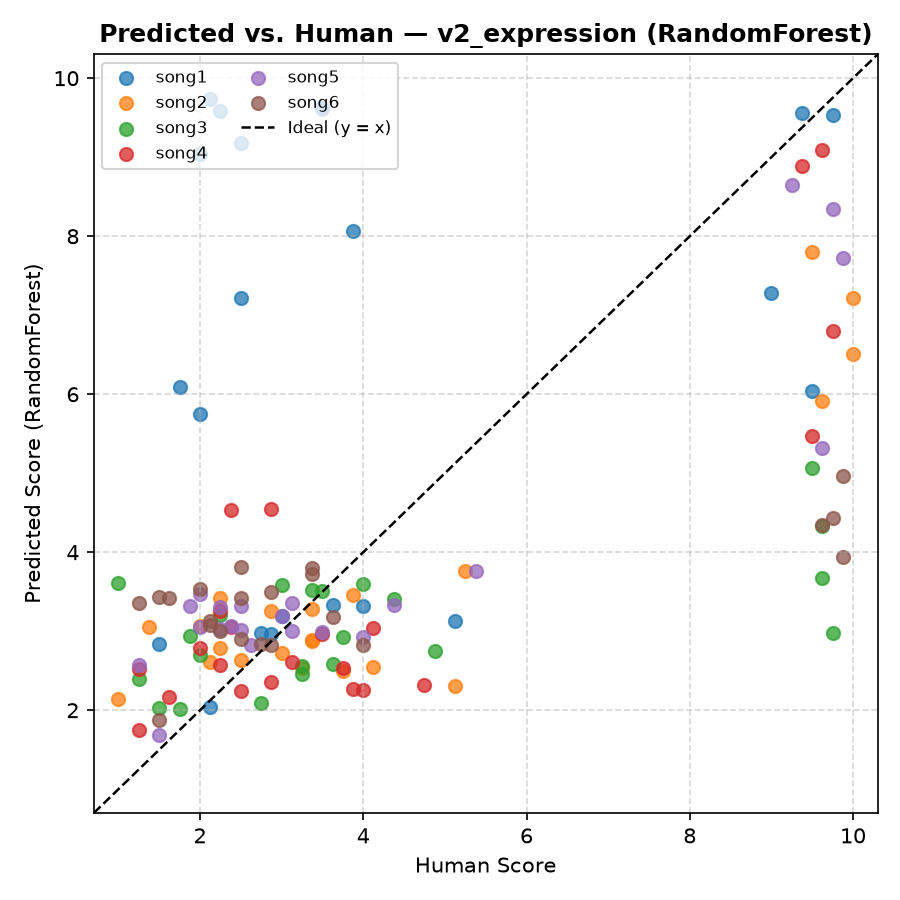 Predicted vs. Human — v2_expression (RandomForest)
song1
song2
song3
song4
song5
song6
Ideal (y = x)
Predicted Score (RandomForest)
10
8
6
4
2
2
4
6
8
10
Human Score